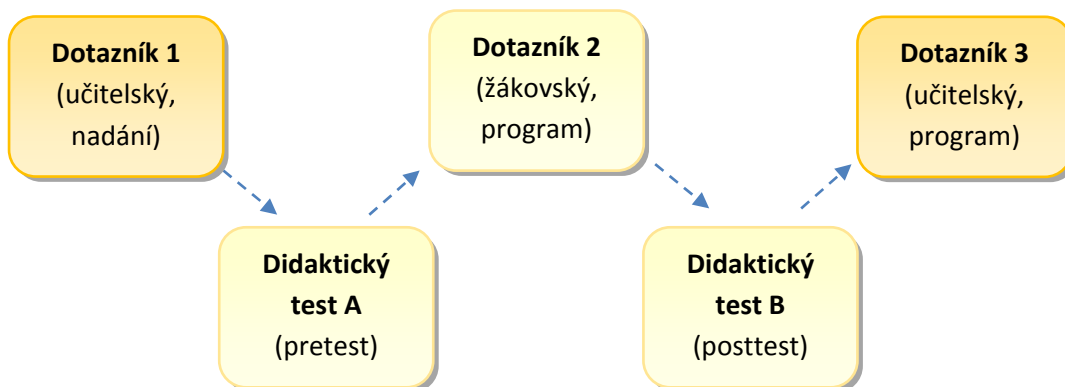 Dotazník 1
(učitelský,
nadání)
Didaktický
test A
(pretest)
Dotazník 2
(žákovský,
program)
Didaktický
test B
(posttest)
Dotazník 3
(učitelský,
program)